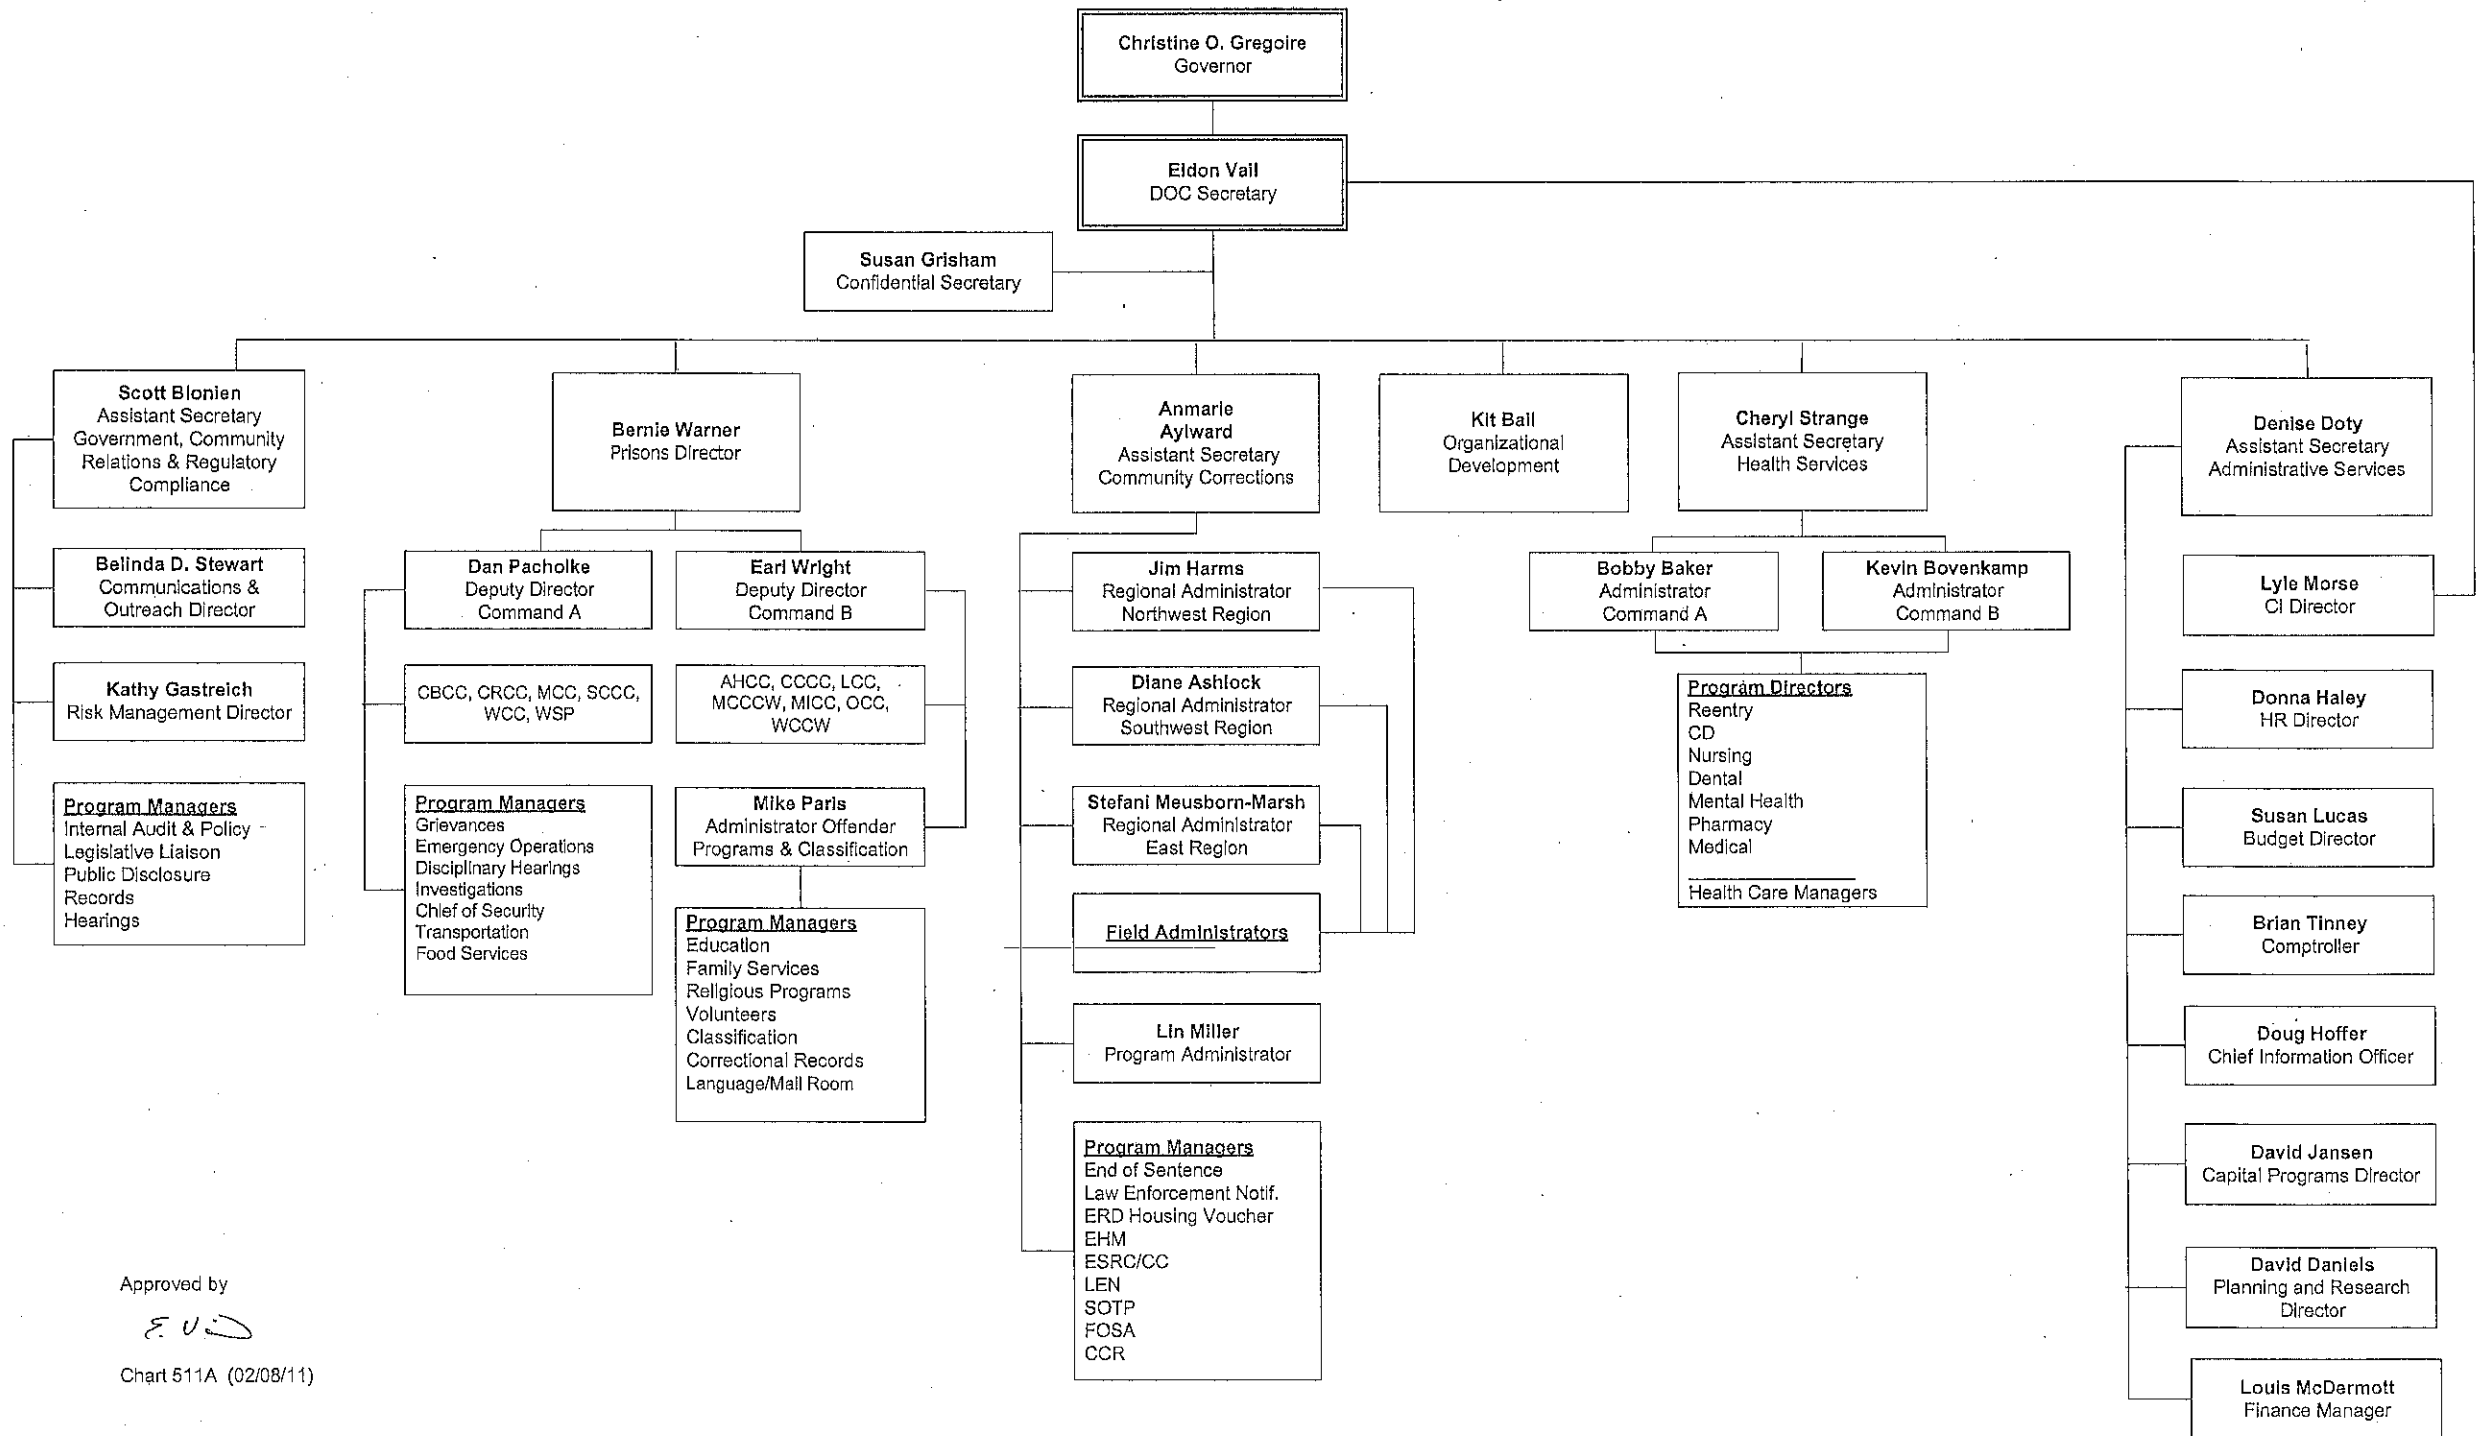 Christine O. Gregoire
Governor
Eldon Vail
DOC Secretary
Susan Grisham
Confidential Secretary
Scott Blonien
Assistant Secretary
Government, Community
Relations & Regulatory
Compliance
Belinda D. Stewart
Communications &
Outreach Director
Kathy Gastreich
Risk Management Director
Program Managers
Internal Audit & Policy
Legislative Liaison
Public Disclosure
Records
Hearings
Bernie Warner
Prisons Director
Dan Pacholke
Deputy Director
Command A
CBCC, CRCC, MCC, SCCC,
WCC, WSP
Program Managers
Grievances
Emergency Operations
Disciplinary Hearings
Investigations
Chief of Security
Transportation
Food Services
Earl Wright
Deputy Director
Command B
AHCC, CCCC, LCC,
MCCCW, MICC, OCC,
WCCW
Mike Paris
Administrator Offender
Programs & Classification
Program Managers
Education
Family Services
Religious Programs
Volunteers
Classification
Correctional Records
Language/Mail Room
Anmarie
Aylward
Assistant Secretary
Community Corrections
Jim Harms
Regional Administrator
Northwest Region
Diane Ashlock
Regional Administrator
Southwest Region
Stefani Meusborn-Marsh
Regional Administrator
East Region
Field Administrators
Lin Miller
Program Administrator
Program Managers
End of Sentence
Law Enforcement Notif.
ERD Housing Voucher
EHM
ESRC/CC
LEN
SOTP
FOSA
CCR
Kit Bail
Organizational
Development
Cheryl Strange
Assistant Secretary
Health Services
Bobby Baker
Administrator
Command A
Kevin Bovenkamp
Administrator
Command B
Program Directors
Reentry
CD
Nursing
Dental
Mental Health
Pharmacy
Medical
Health Care Managers
Denise Doty
Assistant Secretary
Administrative Services
Lyle Morse
CI Director
Donna Haley
HR Director
Susan Lucas
Budget Director
Brian Tinney
Comptroller
Doug Hoffer
Chief Information Officer
David Jansen
Capital Programs Director
David Daniels
Planning and Research
Director
Louis McDermott
Finance Manager
Approved by
Chart 511A (02/08/11)